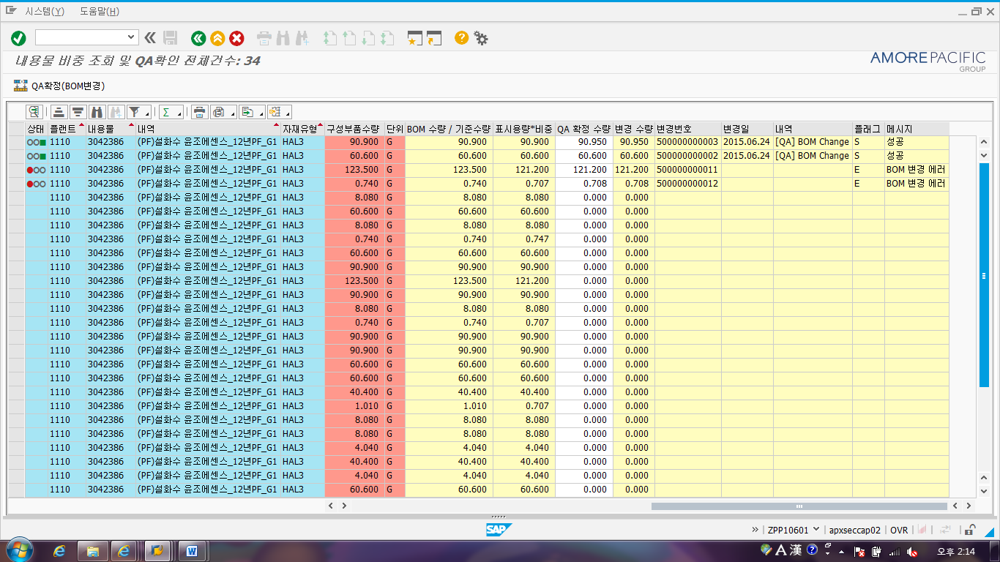 시스템(Y) 도움말(H)
내용물 비중 조회 및 QA확인 전체건수: 34
AMOREPACIFIC
GROUP
QA확정(BOM변경)
상태 플랜트 내용물 내역 자재유형 구성부품수량 단위 BOM 수량 / 기준수량 표시용량*비중 QA 확정 수량 변경 수량 변경번호 변경일 내역 플래그 메시지
1110 3042386 (PF)설화수 윤조에센스_12년PF_G1 HAL3 90.900 G 90.900 90.900 90.950 90.950 500000000003 2015.06.24 [QA] BOM Change S 성공
1110 3042386 (PF)설화수 윤조에센스_12년PF_G1 HAL3 60.600 G 60.600 60.600 60.600 60.600 500000000002 2015.06.24 [QA] BOM Change S 성공
1110 3042386 (PF)설화수 윤조에센스_12년PF_G1 HAL3 123.500 G 123.500 121.200 121.200 121.200 500000000011 E BOM 변경 에러
1110 3042386 (PF)설화수 윤조에센스_12년PF_G1 HAL3 0.740 G 0.740 0.707 0.708 0.708 500000000012 E BOM 변경 에러
1110 3042386 (PF)설화수 윤조에센스_12년PF_G1 HAL3 8.080 G 8.080 8.080 0.000 0.000
1110 3042386 (PF)설화수 윤조에센스_12년PF_G1 HAL3 60.600 G 60.600 60.600 0.000 0.000
1110 3042386 (PF)설화수 윤조에센스_12년PF_G1 HAL3 8.080 G 8.080 8.080 0.000 0.000
1110 3042386 (PF)설화수 윤조에센스_12년PF_G1 HAL3 0.740 G 0.740 0.747 0.000 0.000
1110 3042386 (PF)설화수 윤조에센스_12년PF_G1 HAL3 60.600 G 60.600 60.600 0.000 0.000
1110 3042386 (PF)설화수 윤조에센스_12년PF_G1 HAL3 90.900 G 90.900 90.900 0.000 0.000
1110 3042386 (PF)설화수 윤조에센스_12년PF_G1 HAL3 123.500 G 123.500 121.200 0.000 0.000
1110 3042386 (PF)설화수 윤조에센스_12년PF_G1 HAL3 90.900 G 90.900 90.900 0.000 0.000
1110 3042386 (PF)설화수 윤조에센스_12년PF_G1 HAL3 8.080 G 8.080 8.080 0.000 0.000
1110 3042386 (PF)설화수 윤조에센스_12년PF_G1 HAL3 0.740 G 0.740 0.707 0.000 0.000
1110 3042386 (PF)설화수 윤조에센스_12년PF_G1 HAL3 90.900 G 90.900 90.900 0.000 0.000
1110 3042386 (PF)설화수 윤조에센스_12년PF_G1 HAL3 90.900 G 90.900 90.900 0.000 0.000
1110 3042386 (PF)설화수 윤조에센스_12년PF_G1 HAL3 60.600 G 60.600 60.600 0.000 0.000
1110 3042386 (PF)설화수 윤조에센스_12년PF_G1 HAL3 60.600 G 60.600 60.600 0.000 0.000
1110 3042386 (PF)설화수 윤조에센스_12년PF_G1 HAL3 40.400 G 40.400 40.400 0.000 0.000
1110 3042386 (PF)설화수 윤조에센스_12년PF_G1 HAL3 1.010 G 1.010 0.707 0.000 0.000
1110 3042386 (PF)설화수 윤조에센스_12년PF_G1 HAL3 8.080 G 8.080 8.080 0.000 0.000
1110 3042386 (PF)설화수 윤조에센스_12년PF_G1 HAL3 8.080 G 8.080 8.080 0.000 0.000
1110 3042386 (PF)설화수 윤조에센스_12년PF_G1 HAL3 4.040 G 4.040 4.040 0.000 0.000
1110 3042386 (PF)설화수 윤조에센스_12년PF_G1 HAL3 40.400 G 40.400 40.400 0.000 0.000
1110 3042386 (PF)설화수 윤조에센스_12년PF_G1 HAL3 4.040 G 4.040 4.040 0.000 0.000
1110 3042386 (PF)설화수 윤조에센스_12년PF_G1 HAL3 60.600 G 60.600 60.600 0.000 0.000
SAP ZPP10601 apxseccap02 OVR
A 漢 오후 2:14